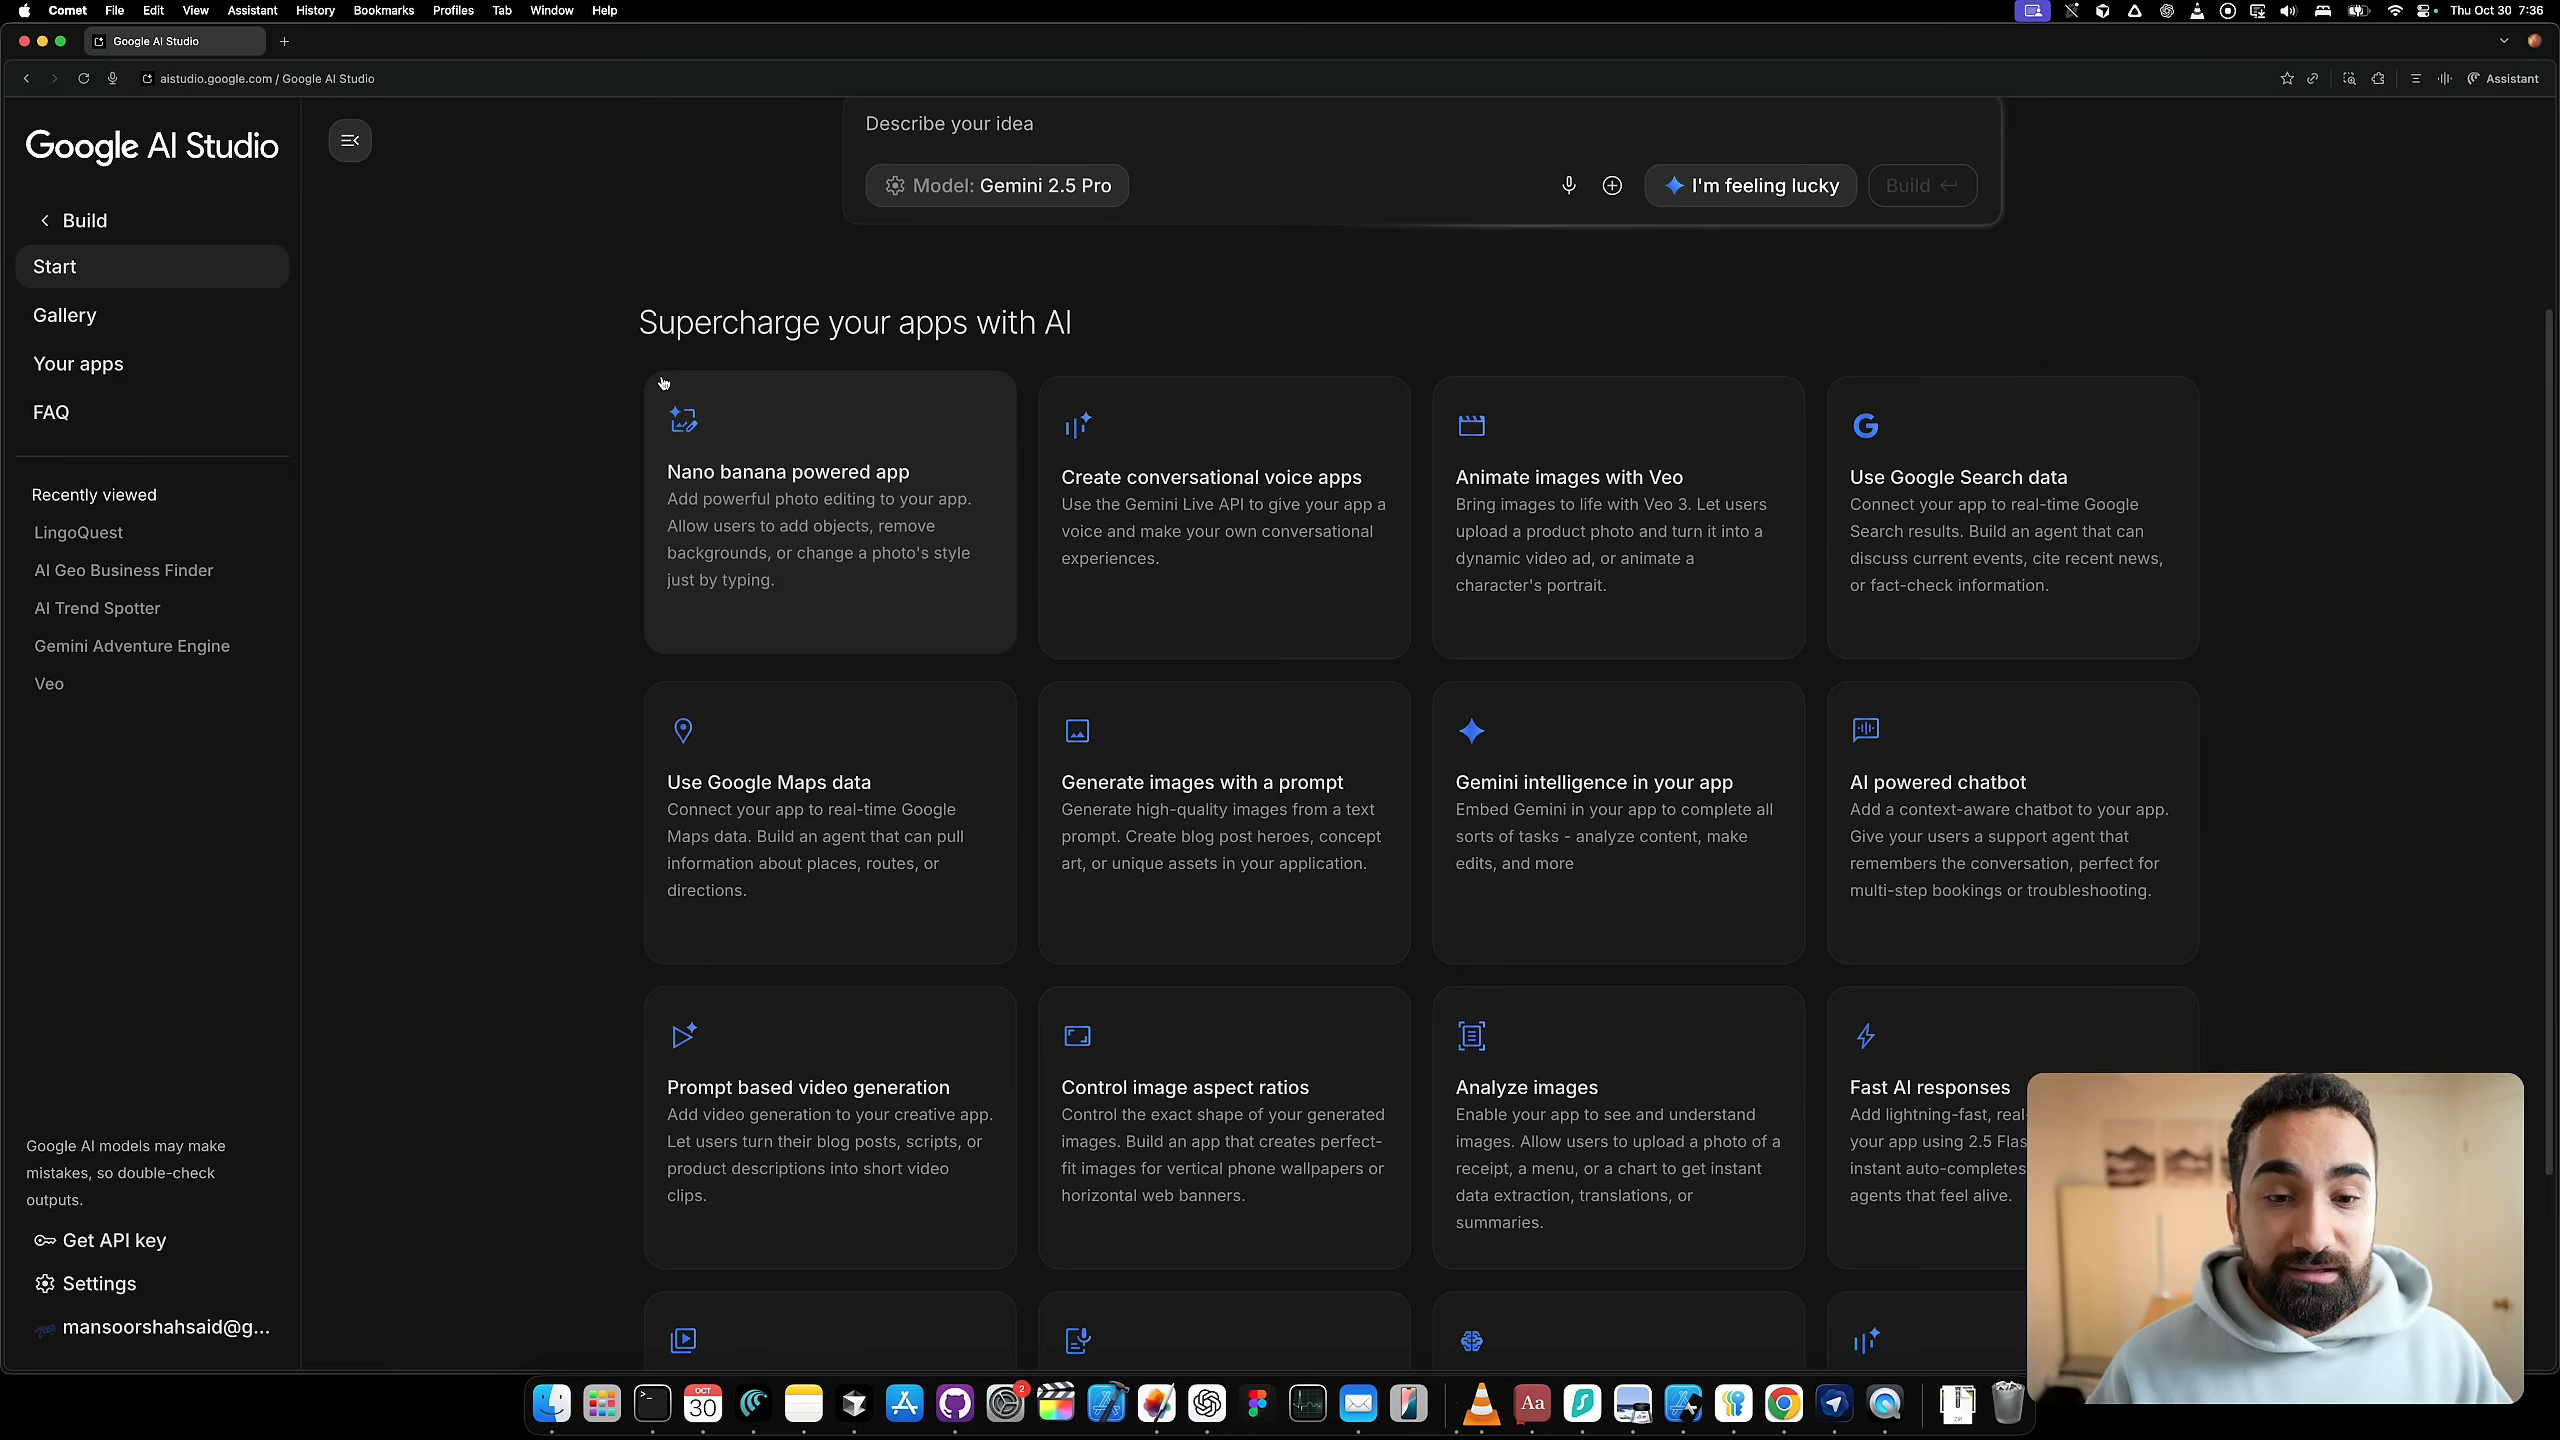 Comet File Edit View Assistant History Bookmarks Profiles Tab Window Help
Thu Oct 30 7:36
Google AI Studio
aistudio.google.com / Google AI Studio
Assistant
Google AI Studio
Build
Start
Gallery
Your apps
FAQ
Recently viewed
LingoQuest
AI Geo Business Finder
AI Trend Spotter
Gemini Adventure Engine
Veo
Google AI models may make
mistakes, so double-check
outputs.
Get API key
Settings
mansoorshahsaid@g...
Describe your idea
Model: Gemini 2.5 Pro
I'm feeling lucky
Build
Supercharge your apps with AI
Nano banana powered app
Add powerful photo editing to your app.
Allow users to add objects, remove
backgrounds, or change a photo's style
just by typing.
Create conversational voice apps
Use the Gemini Live API to give your app a
voice and make your own conversational
experiences.
Animate images with Veo
Bring images to life with Veo 3. Let users
upload a product photo and turn it into a
dynamic video ad, or animate a
character's portrait.
Use Google Search data
Connect your app to real-time Google
Search results. Build an agent that can
discuss current events, cite recent news,
or fact-check information.
Use Google Maps data
Connect your app to real-time Google
Maps data. Build an agent that can pull
information about places, routes, or
directions.
Generate images with a prompt
Generate high-quality images from a text
prompt. Create blog post heroes, concept
art, or unique assets in your application.
Gemini intelligence in your app
Embed Gemini in your app to complete all
sorts of tasks - analyze content, make
edits, and more
AI powered chatbot
Add a context-aware chatbot to your app.
Give your users a support agent that
remembers the conversation, perfect for
multi-step bookings or troubleshooting.
Prompt based video generation
Add video generation to your creative app.
Let users turn their blog posts, scripts, or
product descriptions into short video
clips.
Control image aspect ratios
Control the exact shape of your generated
images. Build an app that creates perfect-
fit images for vertical phone wallpapers or
horizontal web banners.
Analyze images
Enable your app to see and understand
images. Allow users to upload a photo of a
receipt, a menu, or a chart to get instant
data extraction, translations, or
summaries.
Fast AI responses
Add lightning-fast, real-
your app using 2.5 Flas
instant auto-completes
agents that feel alive.
OCT
30
2
Aa
ZIP